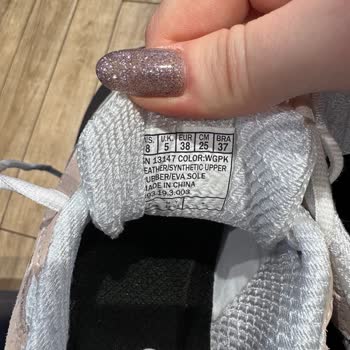 U.K. EUR CM BRA
8 5 38 25 37
SN 13147 COLOR:WGPK
LEATHER/SYNTHETIC UPPER
RUBBER/EVA SOLE
MADE IN CHINA